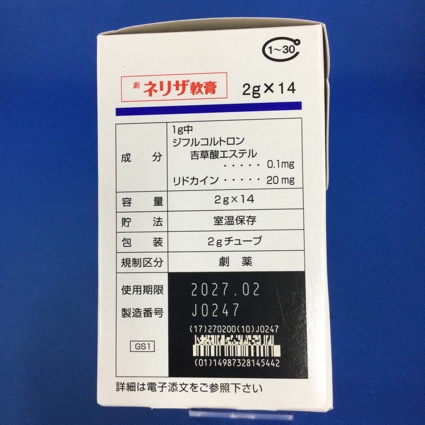 1~30°
劇 ネリザ軟膏 2g×14
成分
1g中
ジフルコルトロン
吉草酸エステル
・・・・・ 0.1mg
リドカイン・・・・・ 20mg
容量 2g×14
貯法 室温保存
包装 2gチューブ
規制区分 劇薬
使用期限 2027.02
製造番号 J0247
(17)270200(10)J0247
GS1
(01)14987328145442
詳細は電子添文をご参照下さい